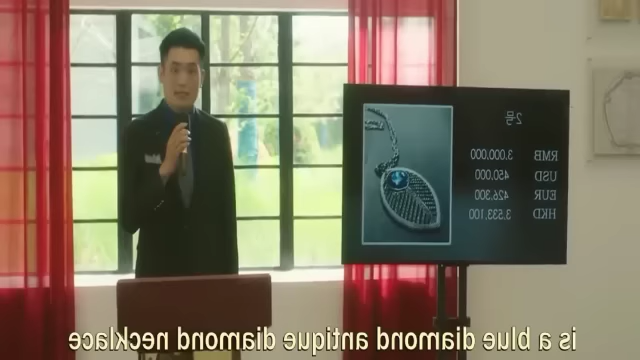 2号
RMB 3,000,000
USD 450,000
EUR 426,300
HKD 3,533,100
is a blue diamond antique diamond necklace